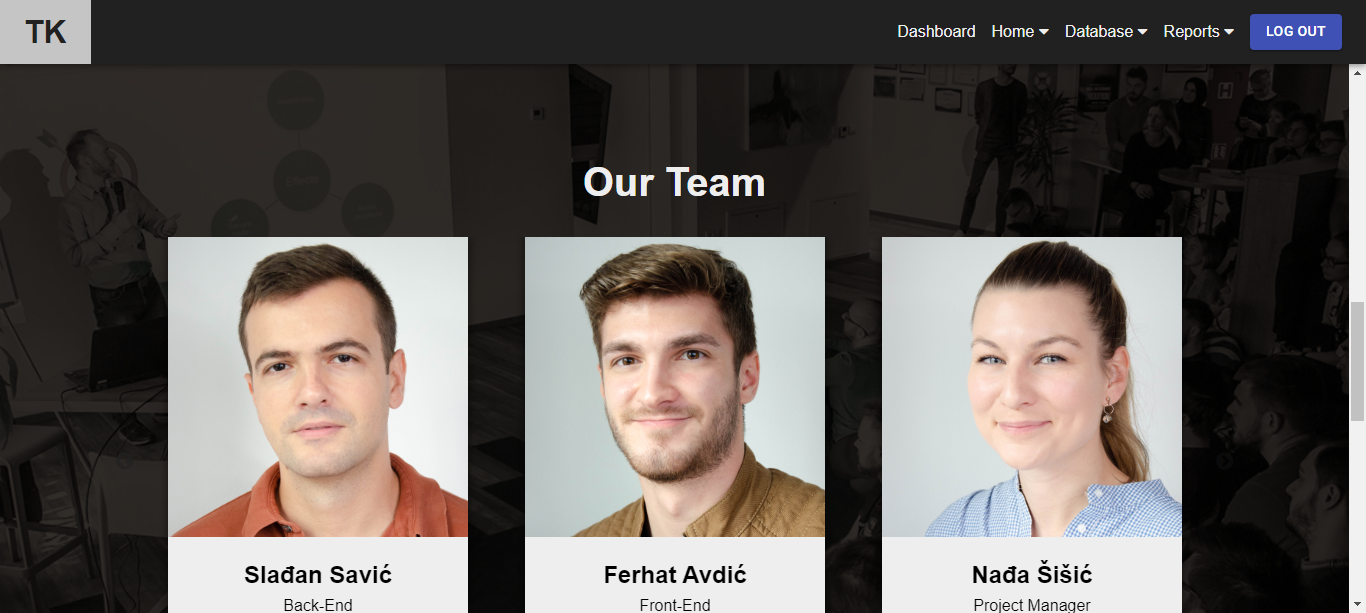 TK
Dashboard Home Database Reports LOG OUT
Our Team
Slađan Savić
Back-End
Ferhat Avdić
Front-End
Nađa Šišić
Project Manager